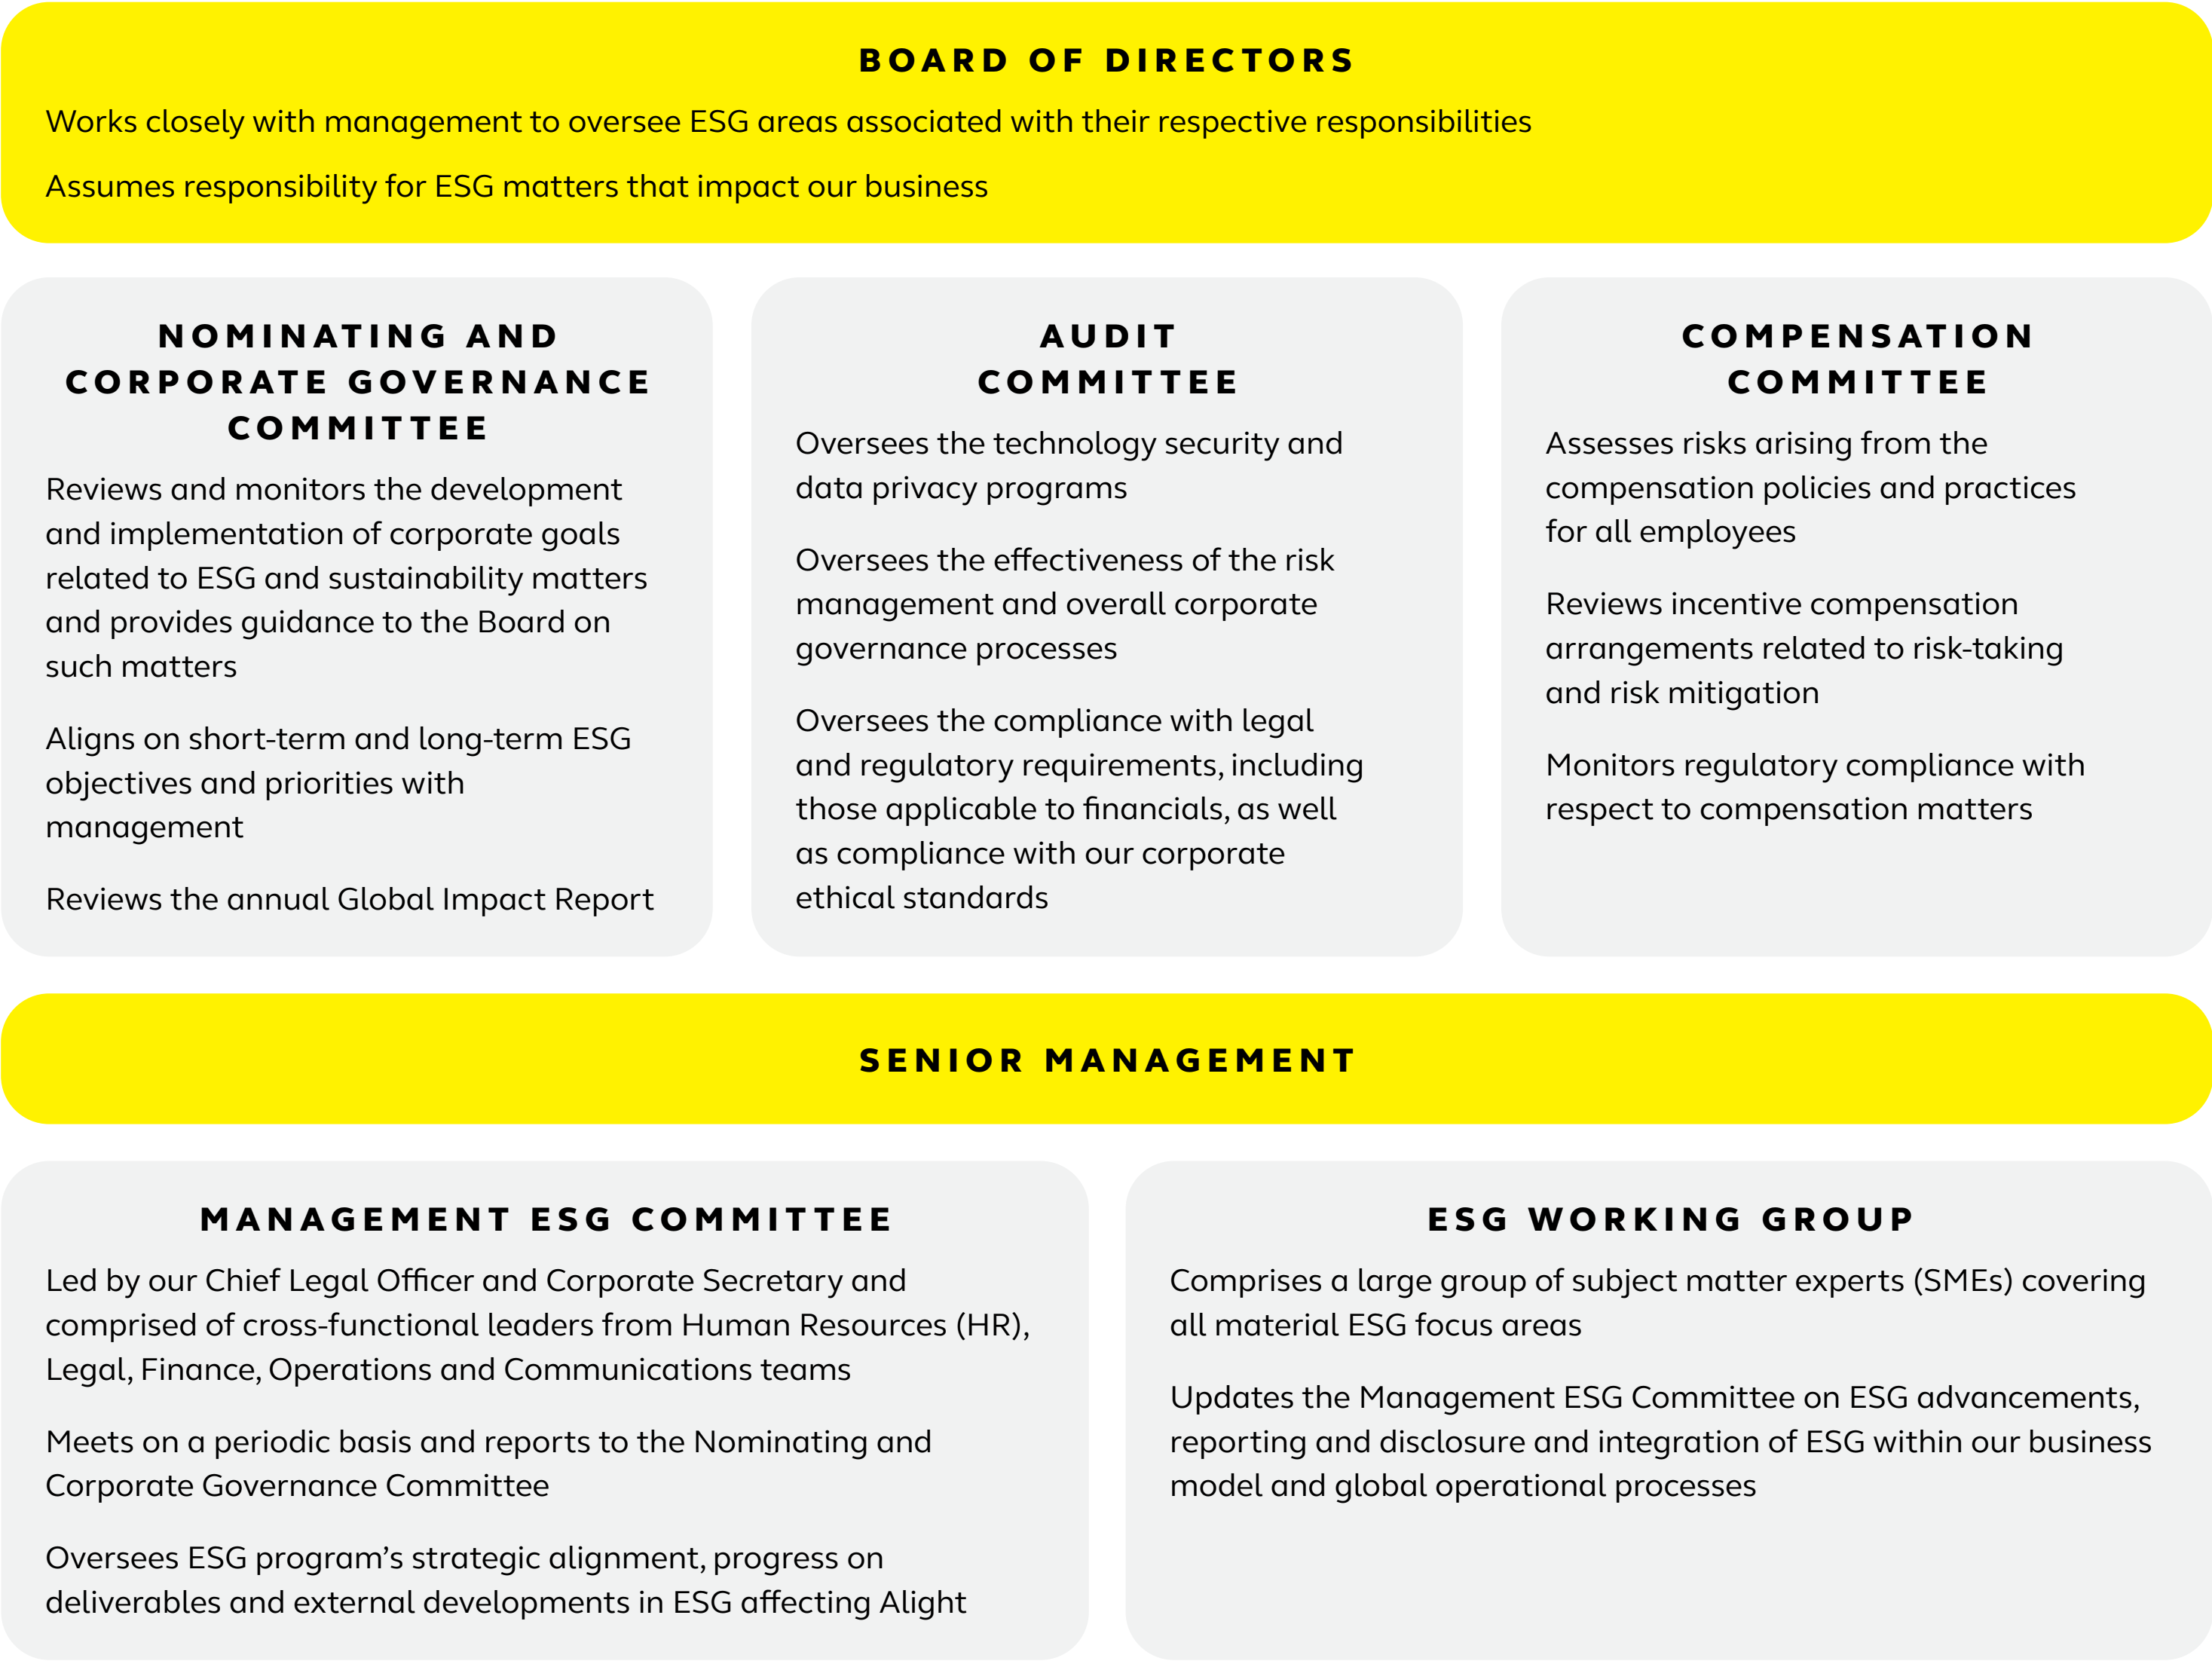 BOARD OF DIRECTORS
Works closely with management to oversee ESG areas associated with their respective responsibilities
Assumes responsibility for ESG matters that impact our business
NOMINATING AND
CORPORATE GOVERNANCE
COMMITTEE
Reviews and monitors the development
and implementation of corporate goals
related to ESG and sustainability matters
and provides guidance to the Board on
such matters
Aligns on short-term and long-term ESG
objectives and priorities with
management
Reviews the annual Global Impact Report
AUDIT
COMMITTEE
Oversees the technology security and
data privacy programs
Oversees the effectiveness of the risk
management and overall corporate
governance processes
Oversees the compliance with legal
and regulatory requirements, including
those applicable to financials, as well
as compliance with our corporate
ethical standards
COMPENSATION
COMMITTEE
Assesses risks arising from the
compensation policies and practices
for all employees
Reviews incentive compensation
arrangements related to risk-taking
and risk mitigation
Monitors regulatory compliance with
respect to compensation matters
SENIOR MANAGEMENT
MANAGEMENT ESG COMMITTEE
Led by our Chief Legal Officer and Corporate Secretary and
comprised of cross-functional leaders from Human Resources (HR),
Legal, Finance, Operations and Communications teams
Meets on a periodic basis and reports to the Nominating and
Corporate Governance Committee
Oversees ESG program’s strategic alignment, progress on
deliverables and external developments in ESG affecting Alight
ESG WORKING GROUP
Comprises a large group of subject matter experts (SMEs) covering
all material ESG focus areas
Updates the Management ESG Committee on ESG advancements,
reporting and disclosure and integration of ESG within our business
model and global operational processes